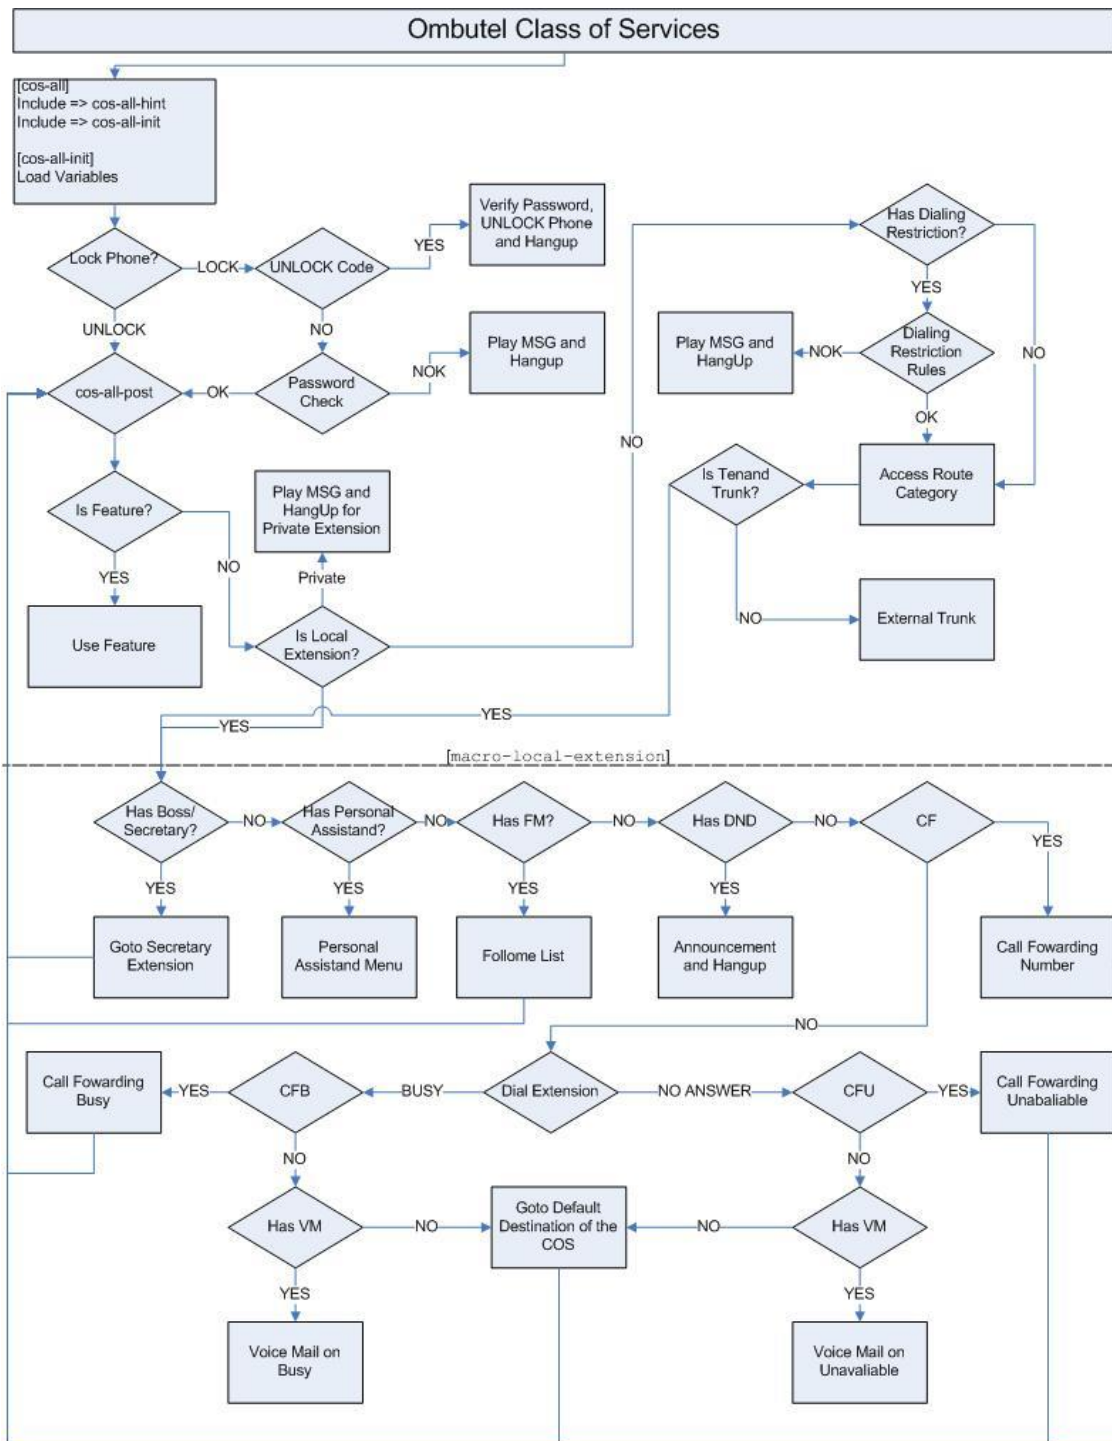 Ombutel Class of Services
[cos-all]
Include => cos-all-hint
Include => cos-all-init
[cos-all-init]
Load Variables
Lock Phone?
LOCK
UNLOCK Code
YES
Verify Password,
UNLOCK Phone
and Hangup
Has Dialing
Restriction?
YES
UNLOCK
NO
Play MSG and
Hangup
Play MSG and
HangUp
NOK
Dialing
Restriction
Rules
NO
cos-all-post
OK
Password
Check
NOK
OK
NO
Is Feature?
Play MSG and
HangUp for
Private Extension
Is Tenand
Trunk?
Access Route
Category
NO
YES
Private
Use Feature
Is Local
Extension?
NO
External Trunk
YES
YES
[macro-local-extension]
Has Boss/
Secretary?
NO
Has Personal
Assistand?
NO
Has FM?
NO
Has DND
NO
CF
YES
YES
YES
YES
YES
Goto Secretary
Extension
Personal
Assistand Menu
Follome List
Announcement
and Hangup
Call Fowarding
Number
NO
Call Fowarding
Busy
YES
CFB
BUSY
Dial Extension
NO ANSWER
CFU
YES
Call Fowarding
Unabaliable
NO
NO
Has VM
NO
Goto Default
Destination of the
COS
NO
Has VM
YES
YES
Voice Mail on
Busy
Voice Mail on
Unavaliable